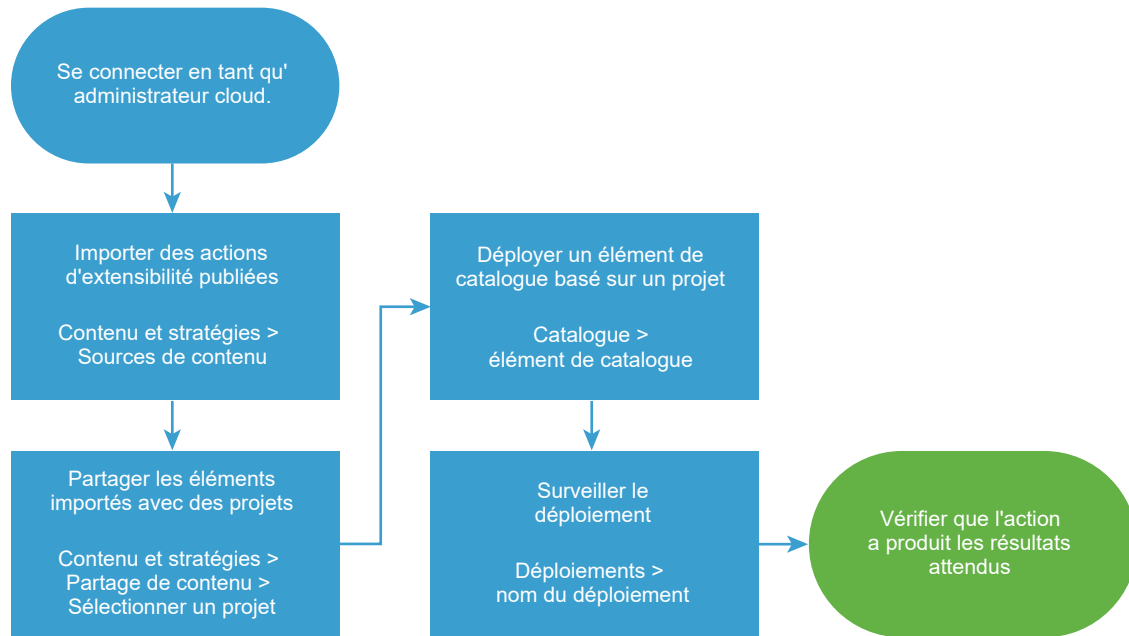 Se connecter en tant qu'
administrateur cloud.
Importer des actions
d'extensibilité publiées
Contenu et stratégies >
Sources de contenu
Partager les éléments
importés avec des projets
Contenu et stratégies >
Partage de contenu >
Sélectionner un projet
Déployer un élément de
catalogue basé sur un projet
Catalogue >
élément de catalogue
Surveiller le
déploiement
Déploiements >
nom du déploiement
Vérifier que l'action
a produit les résultats
attendus